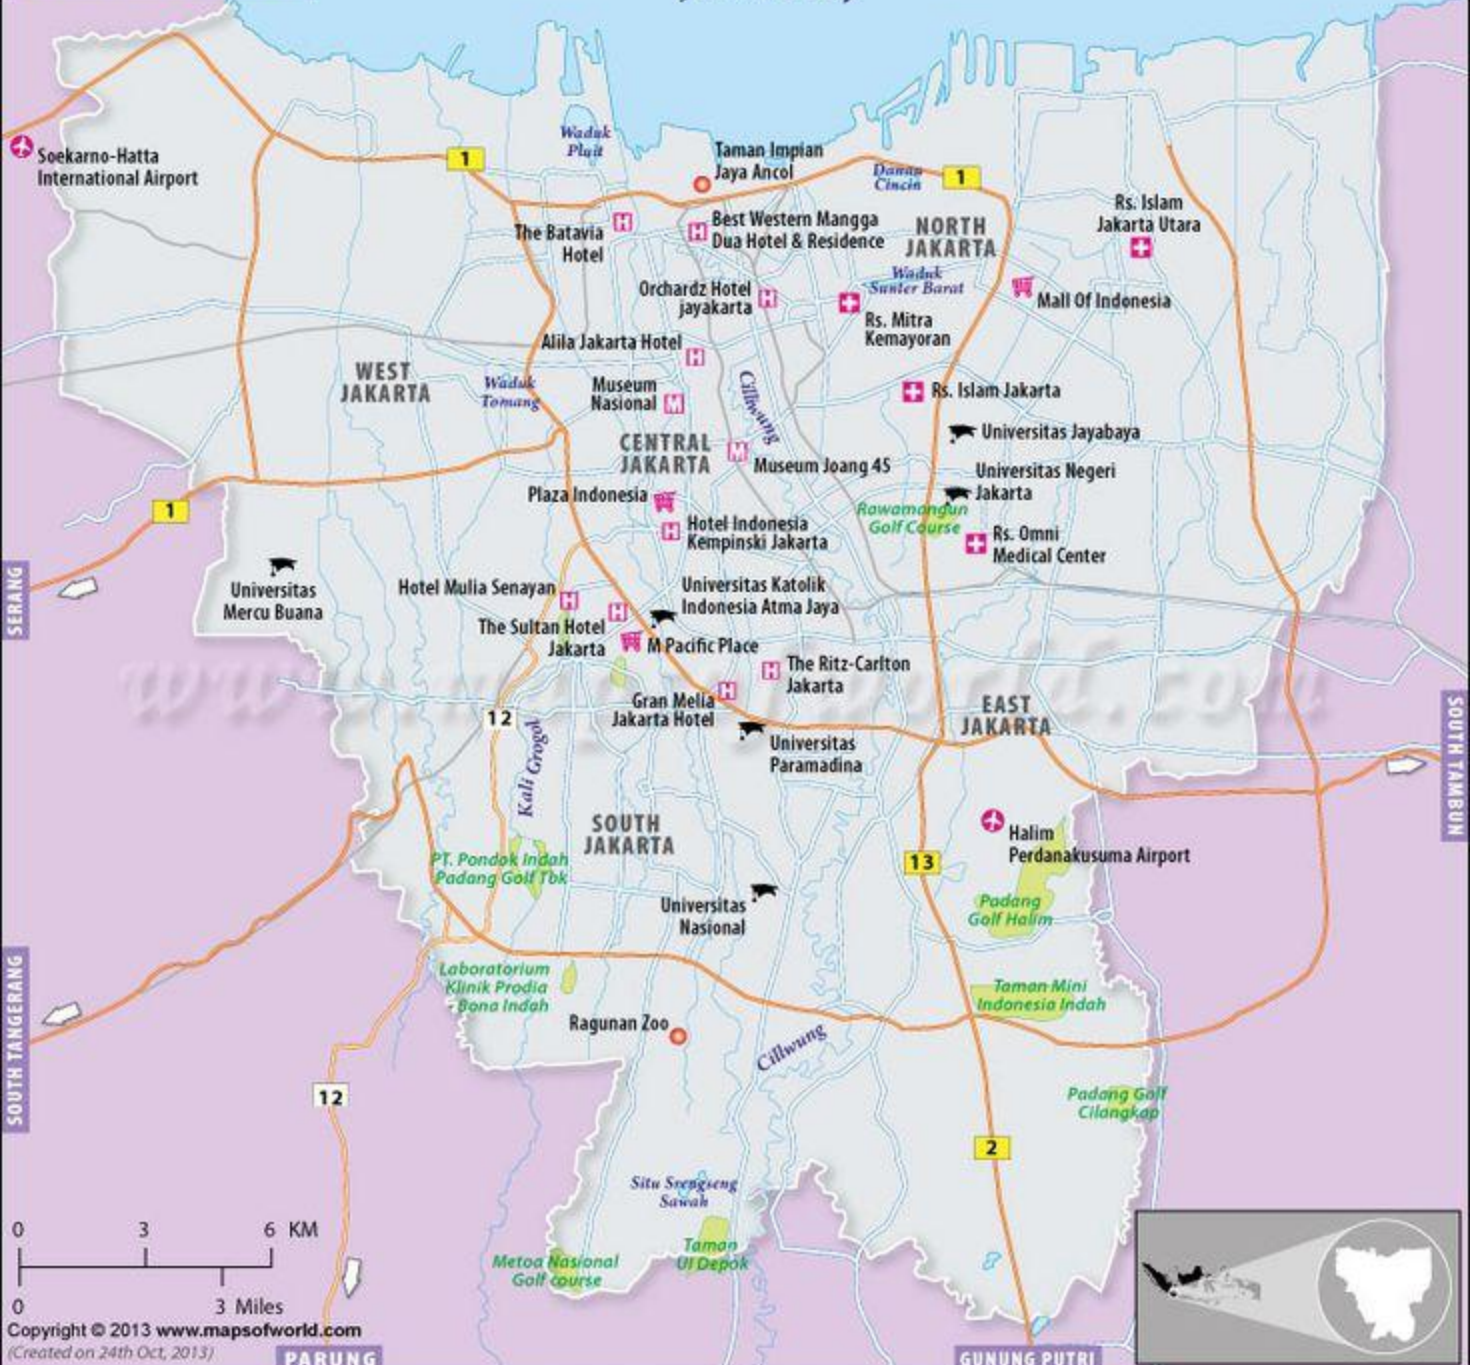 Soekarno-Hatta
International Airport
1
Waduk
Pluit
Taman Impian
Jaya Ancol
Danau
Cincin
1
Rs. Islam
Jakarta Utara
The Batavia
Hotel
Best Western Mangga
Dua Hotel & Residence
NORTH
JAKARTA
Orchardz Hotel
jayakarta
Waduk
Sunter Barat
Mall Of Indonesia
Rs. Mitra
Kemayoran
Alila Jakarta Hotel
WEST
JAKARTA
Waduk
Tomang
Museum
Nasional
Cilliwung
Rs. Islam Jakarta
CENTRAL
JAKARTA
Museum Joang 45
Universitas Jayabaya
Universitas Negeri
Jakarta
Plaza Indonesia
1
Rawamangun
Golf Course
Hotel Indonesia
Kempinski Jakarta
Rs. Omni
Medical Center
SERANG
Universitas
Mercu Buana
Hotel Mulia Senayan
Universitas Katolik
Indonesia Atma Jaya
The Sultan Hotel
Jakarta
M Pacific Place
The Ritz-Carlton
Jakarta
www.mapsofworld.com
Gran Melia
Jakarta Hotel
12
EAST
JAKARTA
Kali Grogol
Universitas
Paramadina
SOUTH TAMBUN
SOUTH
JAKARTA
Halim
Perdanakusuma Airport
PT. Pondok Indah
Padang Golf Tbk
13
Universitas
Nasional
Padang
Golf Halim
Laboratorium
Klinik Prodia
Bona Indah
Taman Mini
Indonesia Indah
SOUTH TANGERANG
Ragunan Zoo
Cillwung
12
Padang Golf
Cilangkap
2
Situ Srengseng
Sawah
Taman
UI Depok
Metoa Nasional
Golf course
0 3 6 KM
0 3 Miles
Copyright © 2013 www.mapsofworld.com
(Created on 24th Oct, 2013)
PARUNG
GUNUNG PUTRI